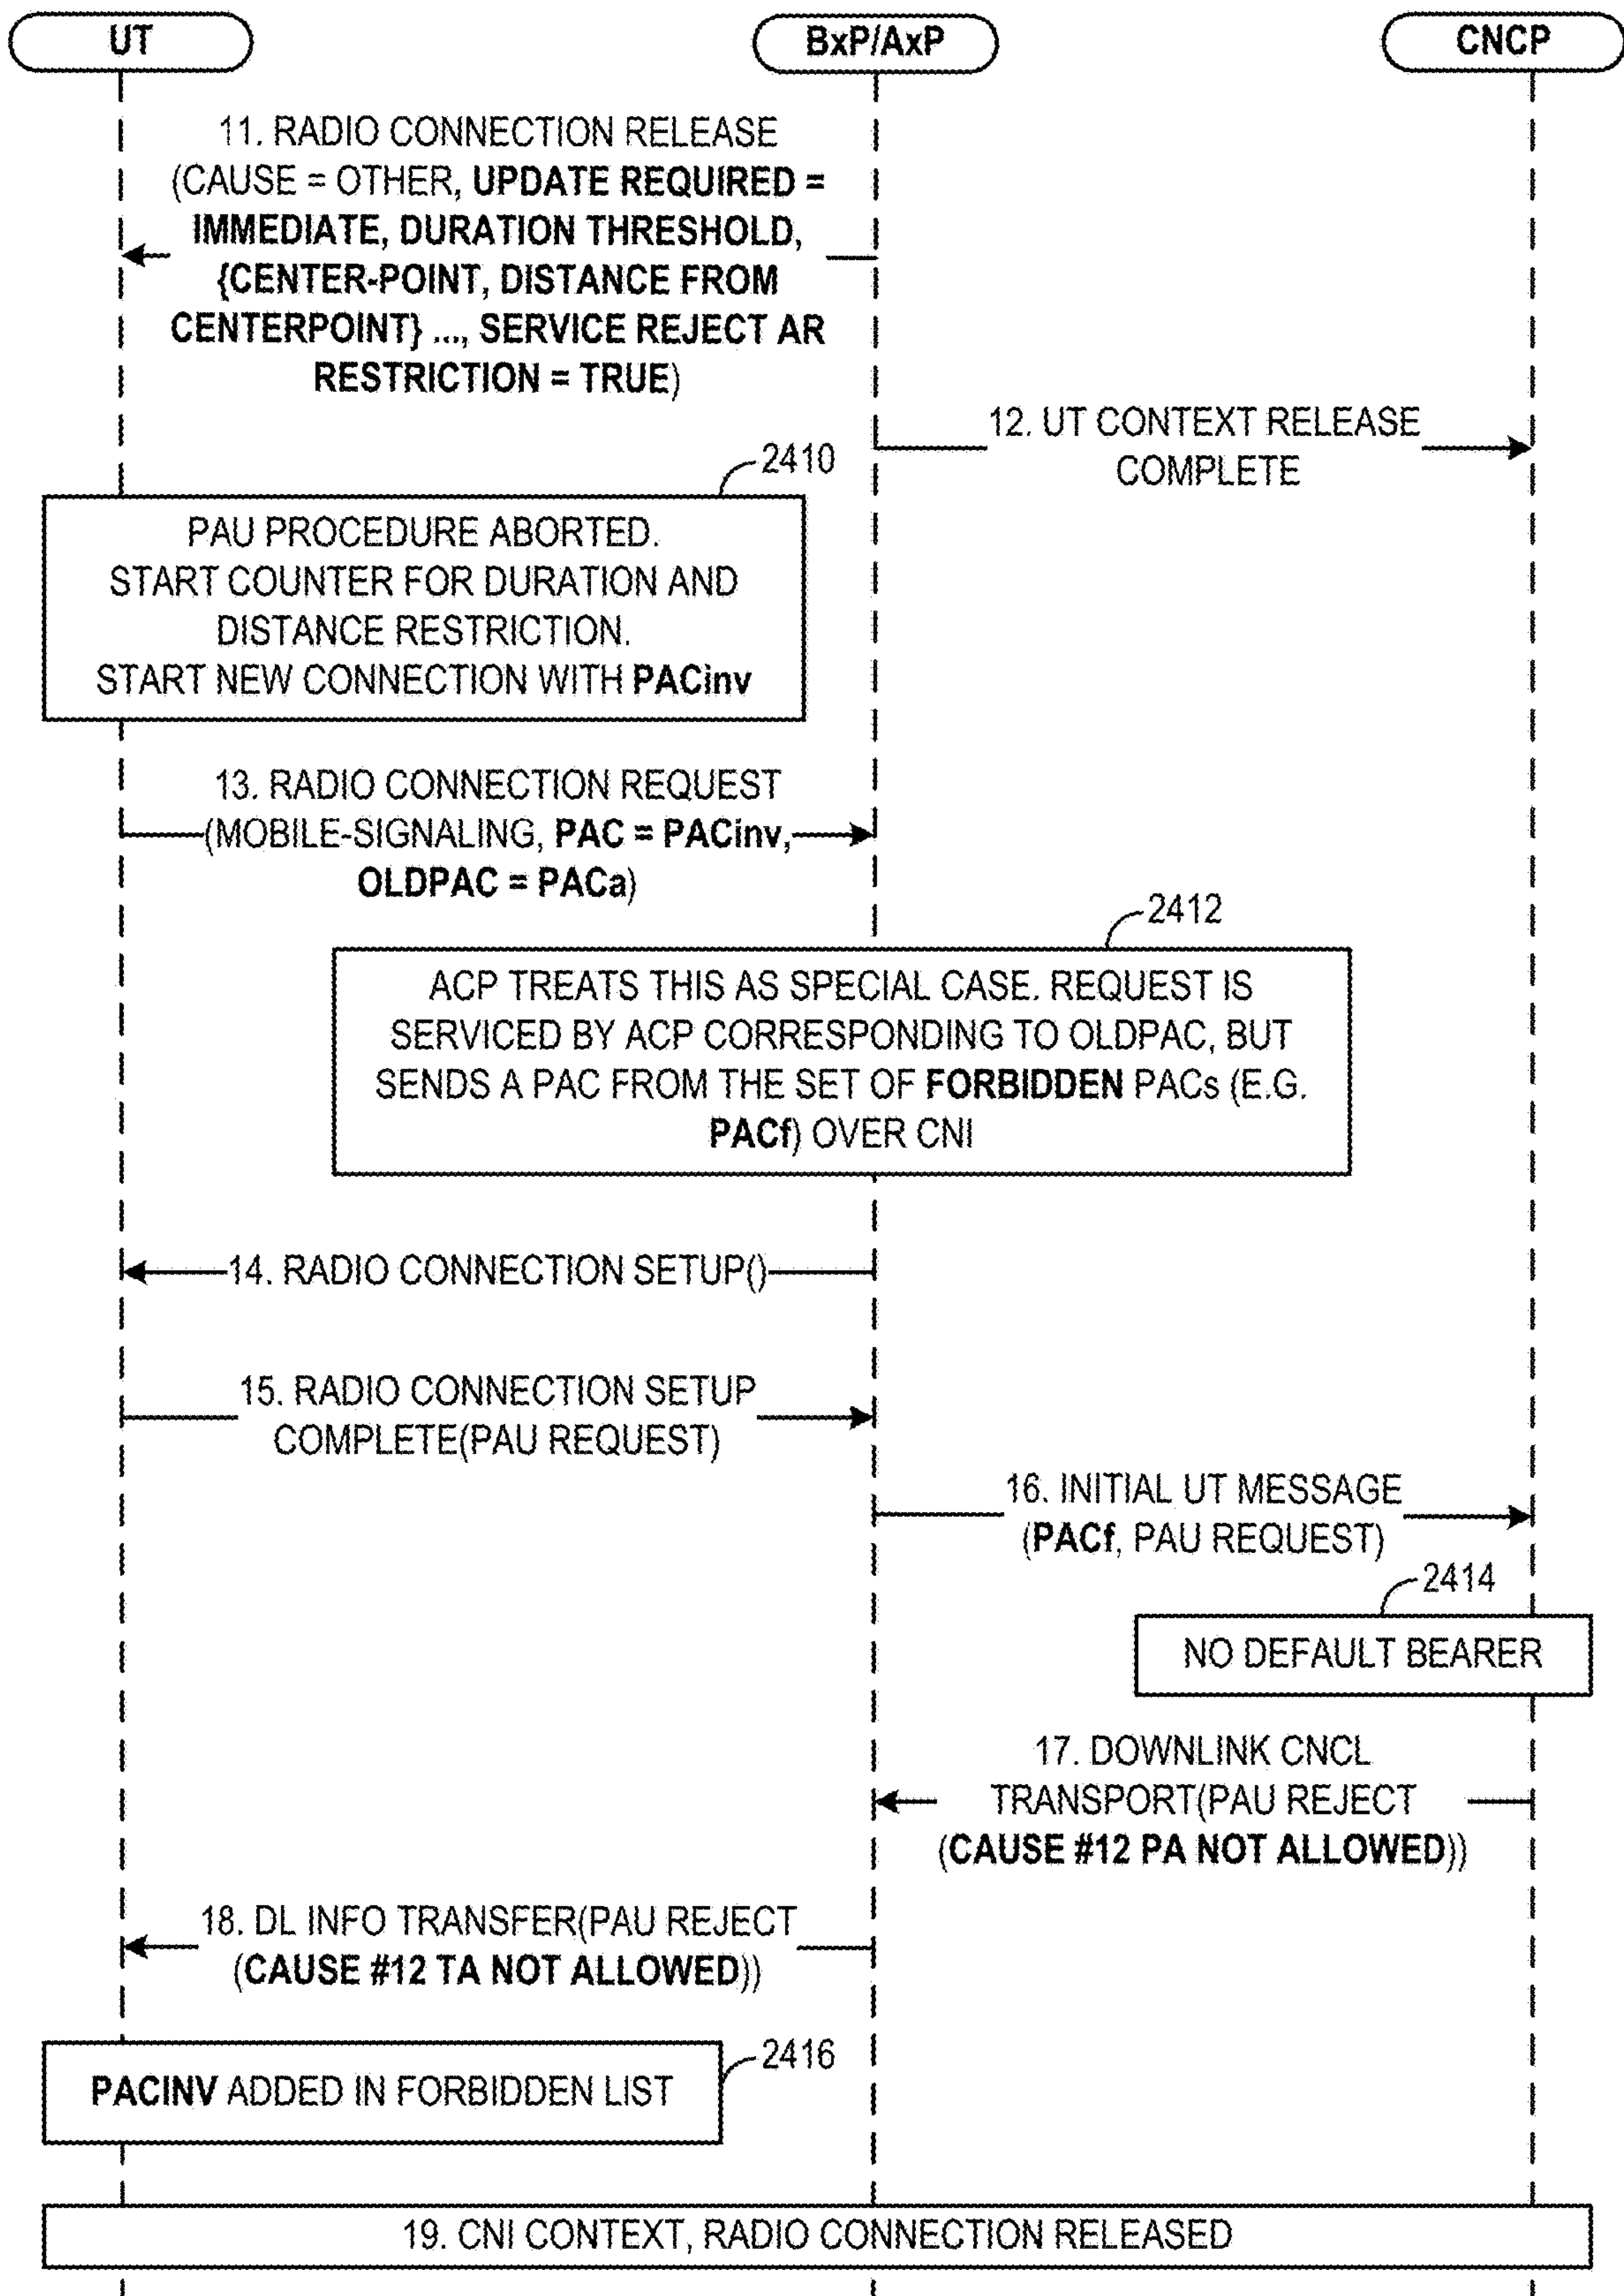 UT
BxP/AxP
CNCP
11. RADIO CONNECTION RELEASE
(CAUSE = OTHER, UPDATE REQUIRED =
IMMEDIATE, DURATION THRESHOLD,
{CENTER-POINT, DISTANCE FROM
CENTERPOINT} ..., SERVICE REJECT AR
RESTRICTION = TRUE)
12. UT CONTEXT RELEASE
COMPLETE
2410
PAU PROCEDURE ABORTED.
START COUNTER FOR DURATION AND
DISTANCE RESTRICTION.
START NEW CONNECTION WITH PACinv
13. RADIO CONNECTION REQUEST
(MOBILE-SIGNALING, PAC = PACinv,
OLDPAC = PACa)
2412
ACP TREATS THIS AS SPECIAL CASE. REQUEST IS
SERVICED BY ACP CORRESPONDING TO OLDPAC, BUT
SENDS A PAC FROM THE SET OF FORBIDDEN PACs (E.G.
PACf) OVER CNI
14. RADIO CONNECTION SETUP()
15. RADIO CONNECTION SETUP
COMPLETE(PAU REQUEST)
16. INITIAL UT MESSAGE
(PACf, PAU REQUEST)
2414
NO DEFAULT BEARER
17. DOWNLINK CNCL
TRANSPORT(PAU REJECT
(CAUSE #12 PA NOT ALLOWED))
18. DL INFO TRANSFER(PAU REJECT
(CAUSE #12 TA NOT ALLOWED))
2416
PACINV ADDED IN FORBIDDEN LIST
19. CNI CONTEXT, RADIO CONNECTION RELEASED